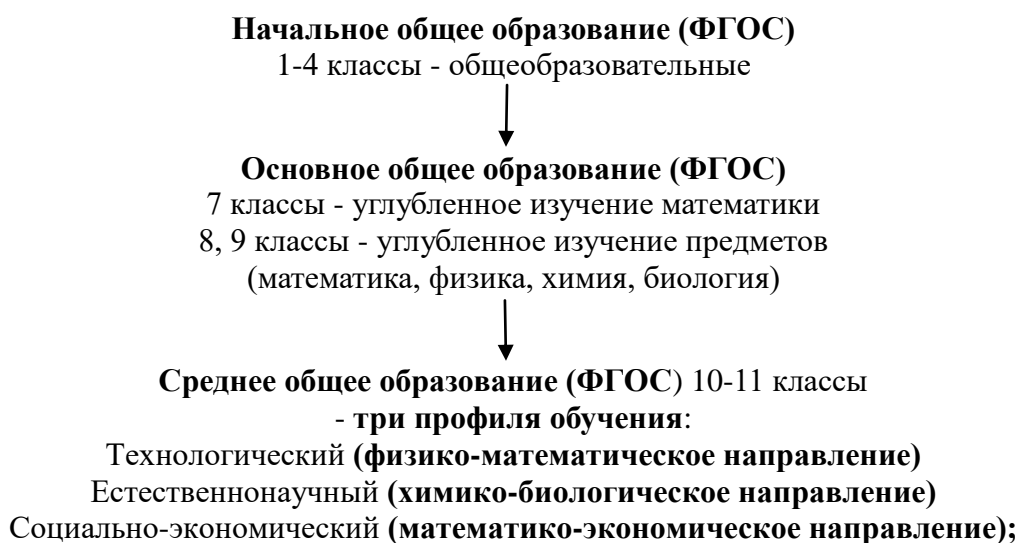 Начальное общее образование (ФГОС)
1-4 классы - общеобразовательные
Основное общее образование (ФГОС)
7 классы - углубленное изучение математики
8, 9 классы - углубленное изучение предметов
(математика, физика, химия, биология)
Среднее общее образование (ФГОС) 10-11 классы
- три профиля обучения:
Технологический (физико-математическое направление)
Естественнонаучный (химико-биологическое направление)
Социально-экономический (математико-экономическое направление);